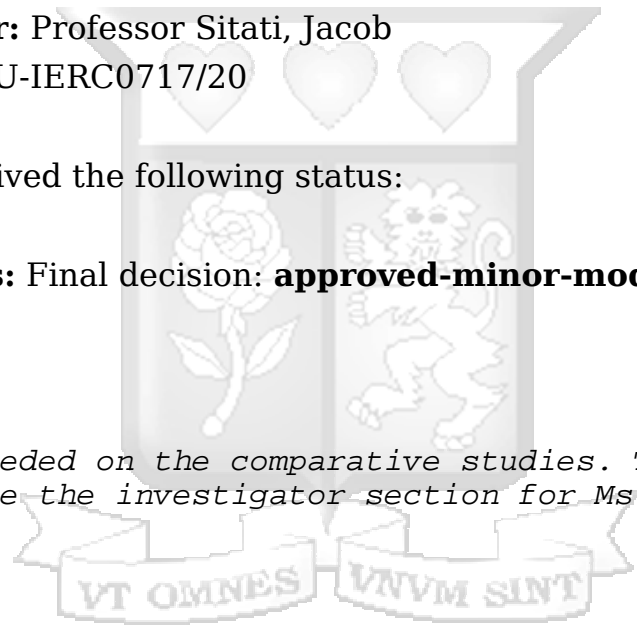 r: Professor Sitati, Jacob
U-IERC0717/20
ived the following status:
s: Final decision: approved-minor-mod
eded on the comparative studies. T
e the investigator section for Ms
VT OMNES VNVM SINT